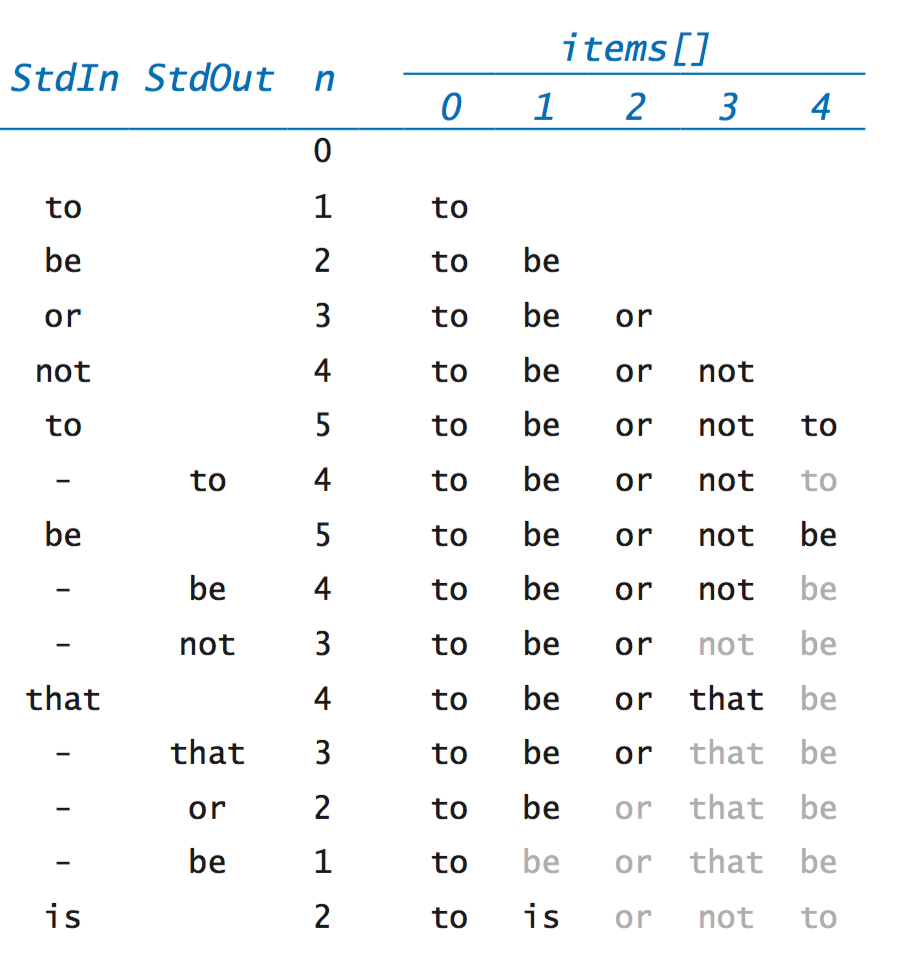 items[]
StdIn StdOut n 0 1 2 3 4
0
to 1 to
be 2 to be
or 3 to be or
not 4 to be or not
to 5 to be or not to
- to 4 to be or not to
be 5 to be or not be
- be 4 to be or not be
- not 3 to be or not be
that 4 to be or that be
- that 3 to be or that be
- or 2 to be or that be
- be 1 to be or that be
is 2 to is or not to